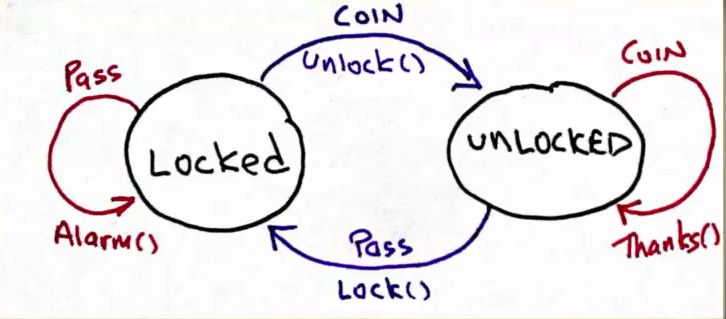 COIN
Unlock()
Pass
Locked
Alarm()
UNLOCKED
COIN
Thanks()
Pass
Lock()